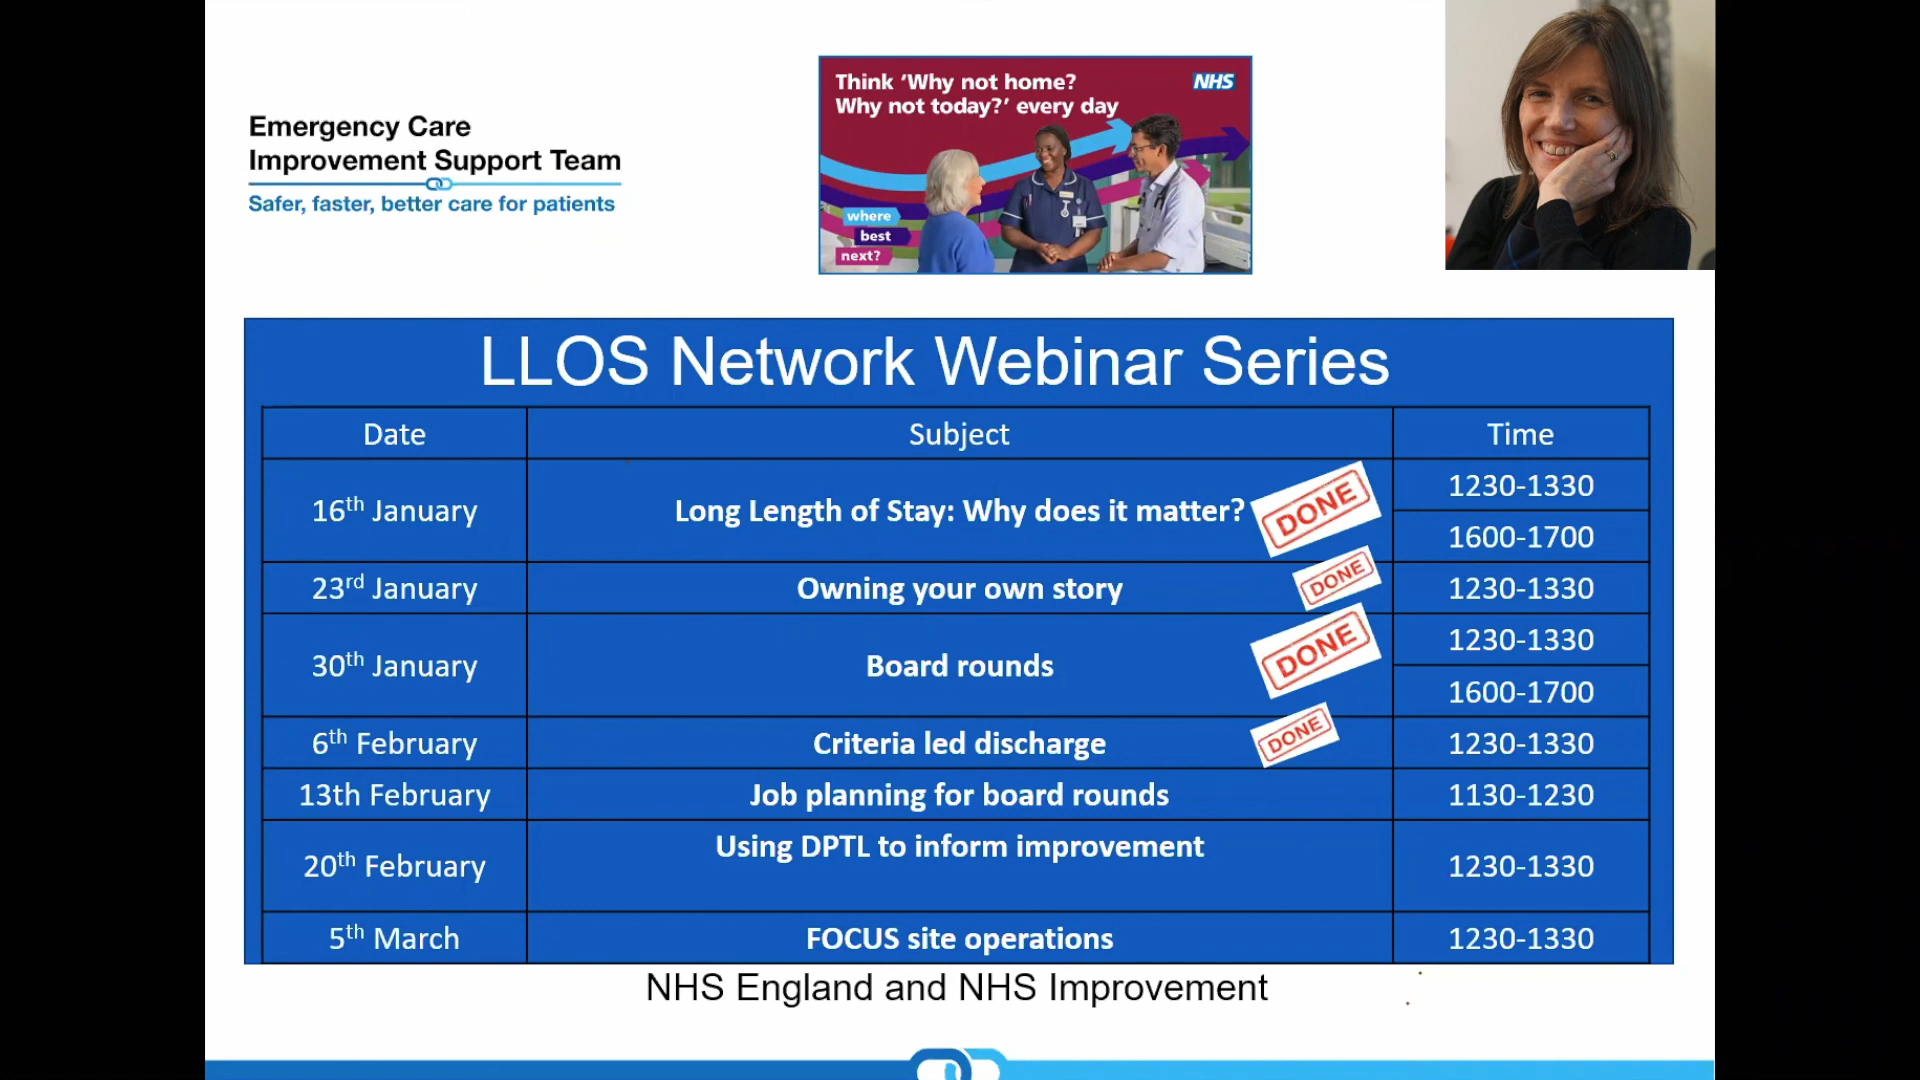 Emergency Care
Improvement Support Team
Safer, faster, better care for patients
Think ‘Why not home?
Why not today?’ every day
NHS
where
best
next?
LLOS Network Webinar Series
Date Subject Time
16th January Long Length of Stay: Why does it matter? DONE 1230-1330
1600-1700
23rd January Owning your own story DONE 1230-1330
30th January Board rounds DONE 1230-1330
1600-1700
6th February Criteria led discharge DONE 1230-1330
13th February Job planning for board rounds 1130-1230
20th February Using DPTL to inform improvement 1230-1330
5th March FOCUS site operations 1230-1330
NHS England and NHS Improvement